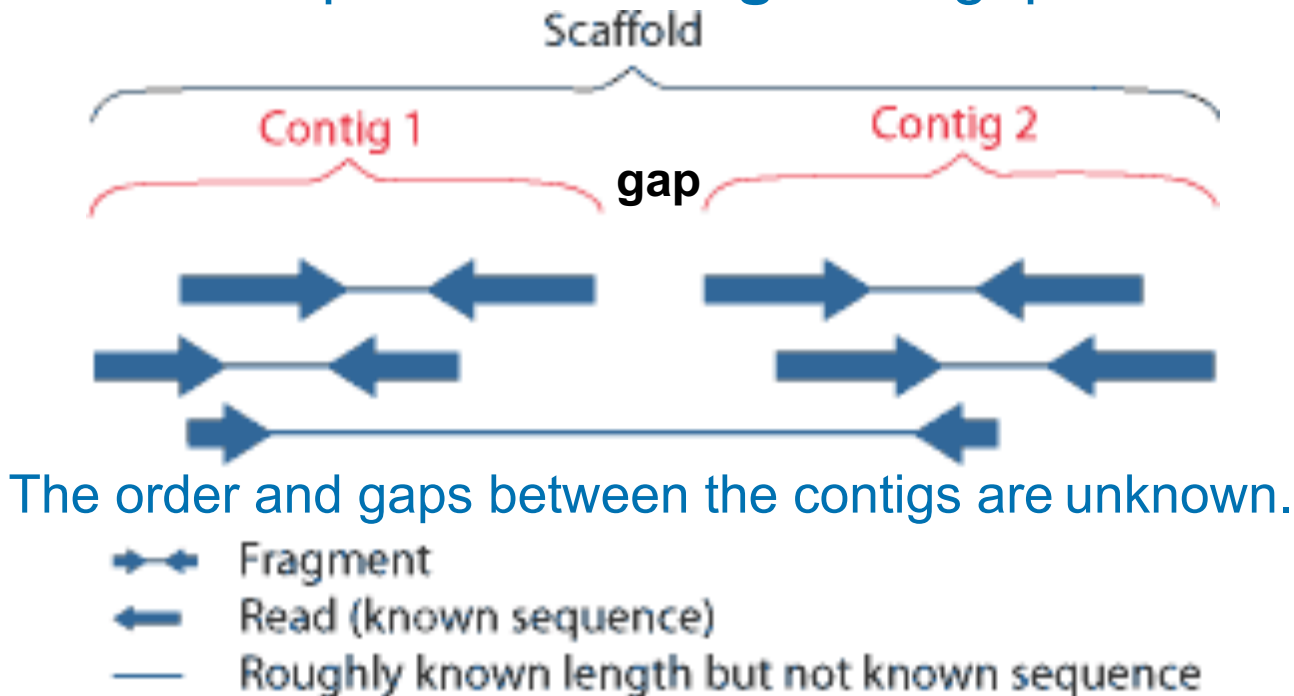 Scaffold
Contig 1
Contig 2
gap
The order and gaps between the contigs are unknown.
Fragment
Read (known sequence)
Roughly known length but not known sequence